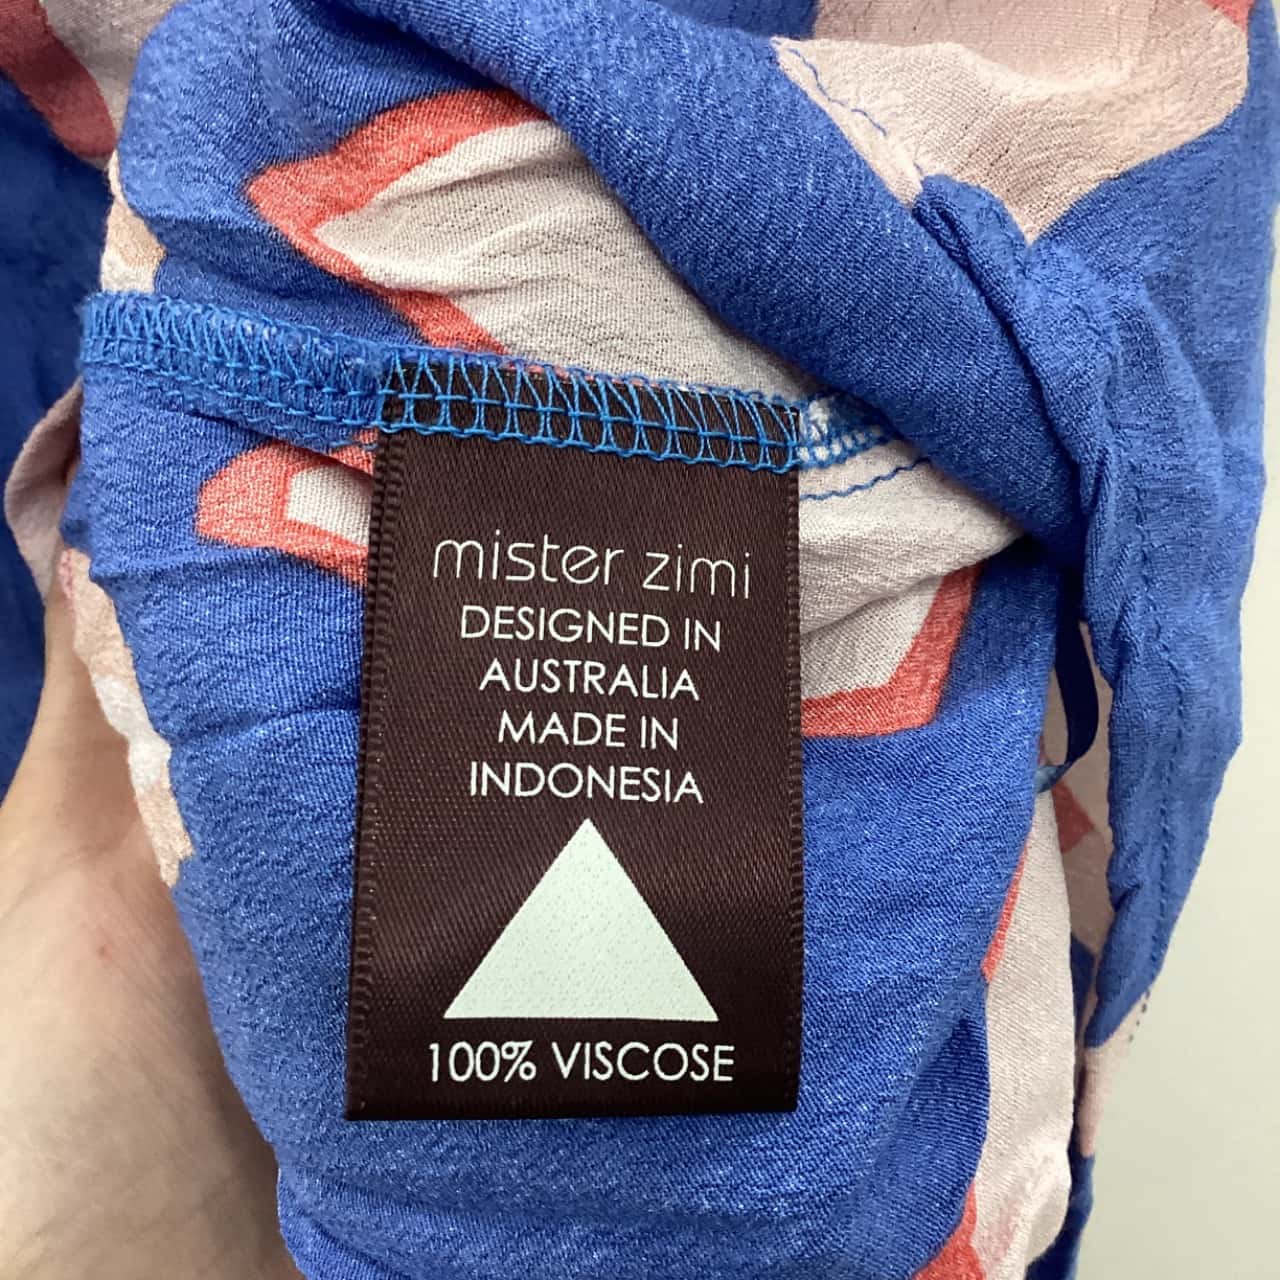 mister zimi
DESIGNED IN
AUSTRALIA
MADE IN
INDONESIA
100% VISCOSE